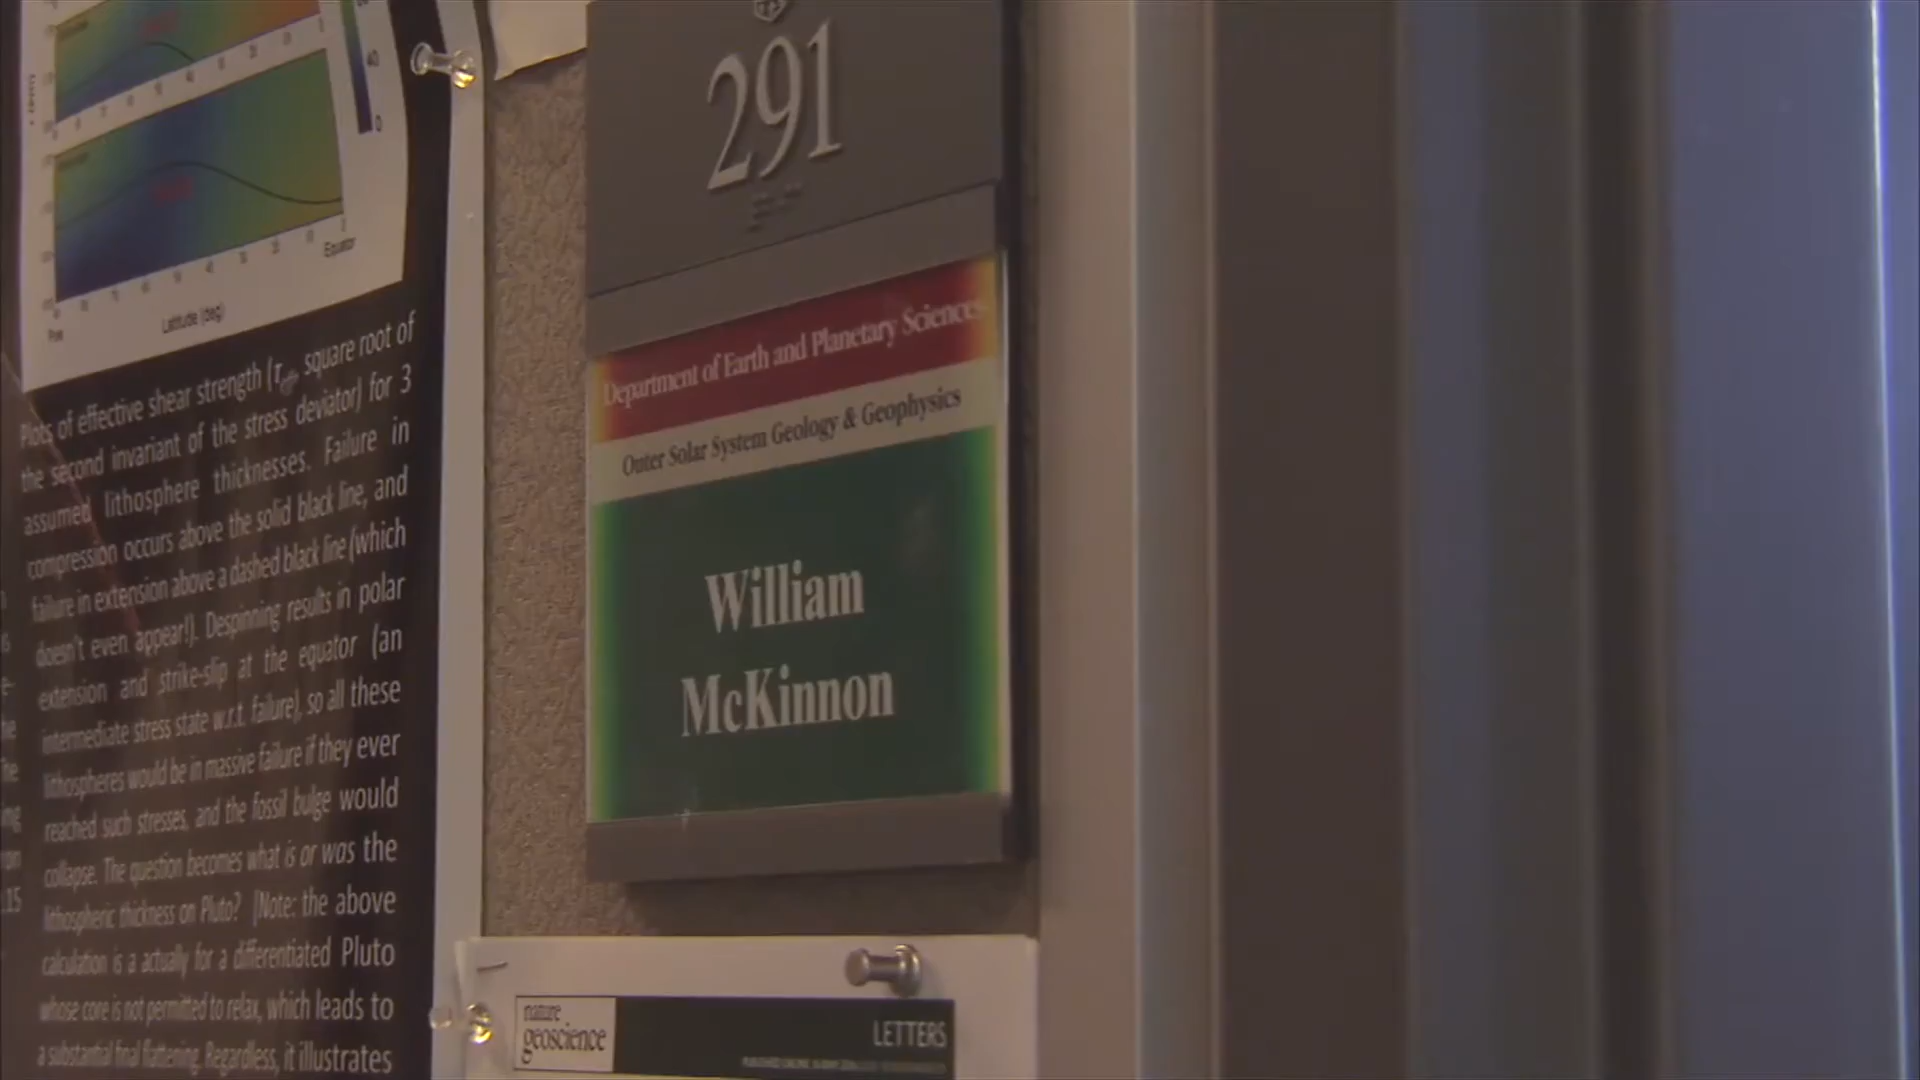 40
0
Equator
Latitude (deg)
Plots of effective shear strength (τ square root of
the second invariant of the stress deviator) for 3
assumed lithosphere thicknesses. Failure in
compression occurs above the solid black line, and
failure in extension above a dashed black line (which
doesn't even appear!). Despinning results in polar
extension and strike-slip at the equator (an
intermediate stress state w.r.t. failure), so all these
lithospheres would be in massive failure if they ever
reached such stresses, and the fossil bulge would
collapse. The question becomes what is or was the
lithospheric thickness on Pluto? [Note: the above
calculation is a actually for a differentiated Pluto
whose core is not permitted to relax, which leads to
a substantial final flattening. Regardless, it illustrates
291
Department of Earth and Planetary Sciences
Outer Solar System Geology & Geophysics
William
McKinnon
nature
geoscience
LETTERS